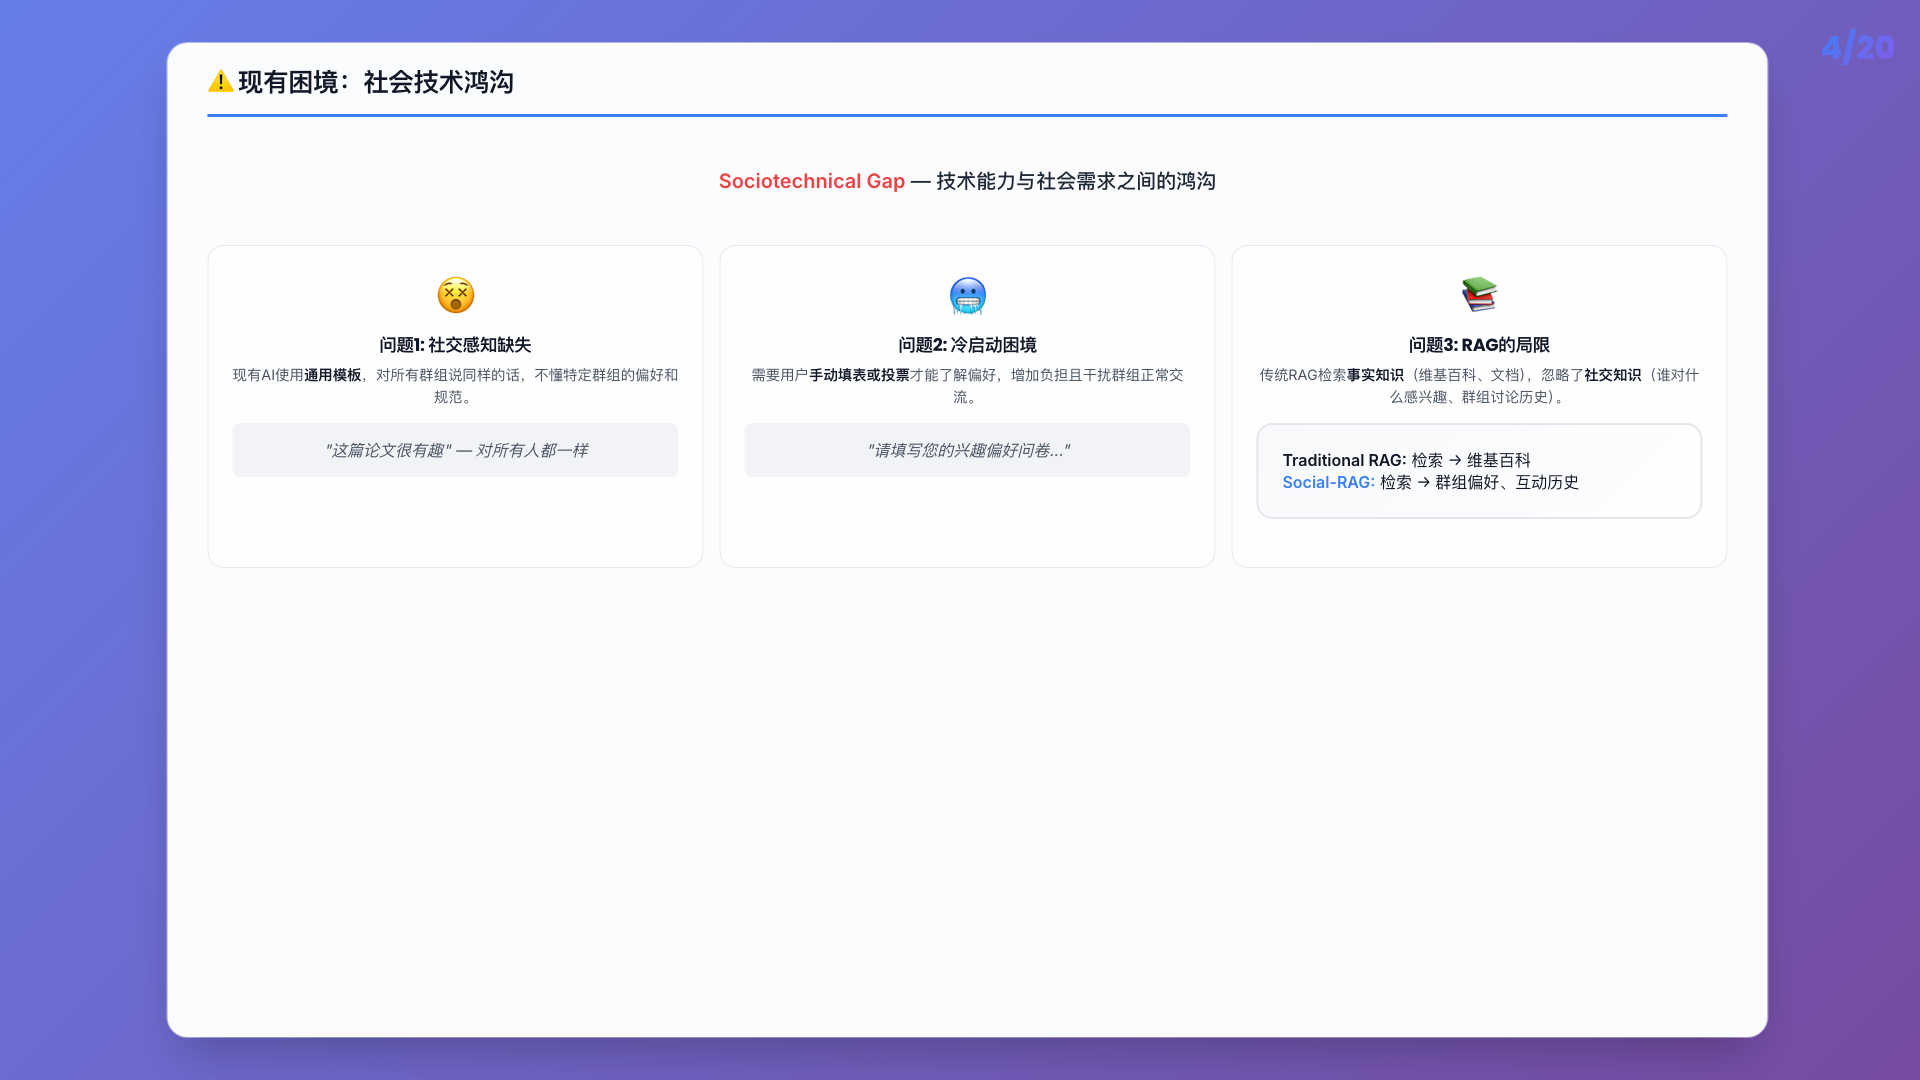 4/20
⚠️现有困境：社会技术鸿沟
Sociotechnical Gap — 技术能力与社会需求之间的鸿沟
问题1: 社交感知缺失
现有AI使用通用模板，对所有群组说同样的话，不懂特定群组的偏好和
规范。
"这篇论文很有趣" — 对所有人都一样
问题2: 冷启动困境
需要用户手动填表或投票才能了解偏好，增加负担且干扰群组正常交
流。
"请填写您的兴趣偏好问卷..."
问题3: RAG的局限
传统RAG检索事实知识（维基百科、文档），忽略了社交知识（谁对什
么感兴趣、群组讨论历史）。
Traditional RAG: 检索 → 维基百科
Social-RAG: 检索 → 群组偏好、互动历史